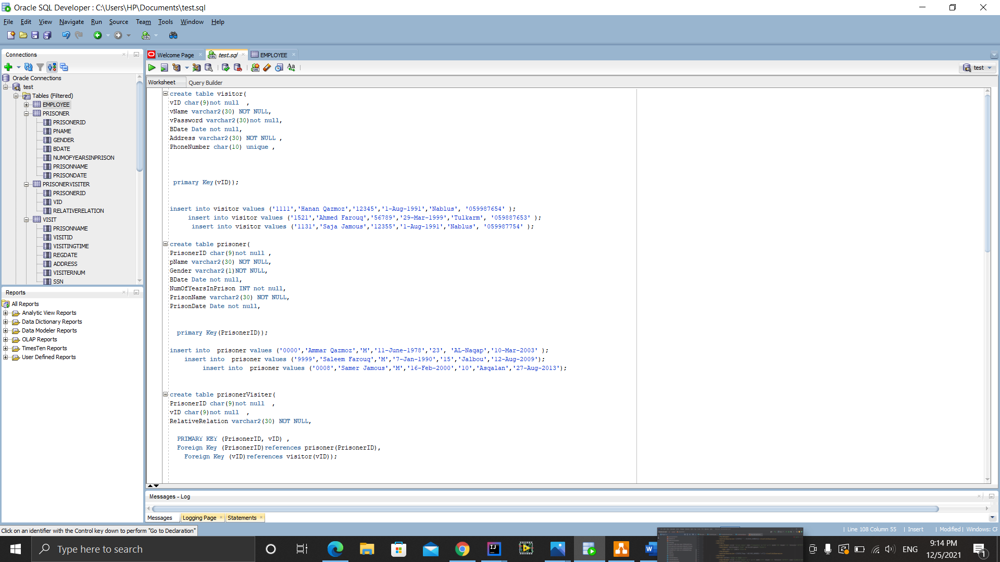 Oracle SQL Developer : C:\Users\HP\Documents\test.sql
File Edit View Navigate Run Source Team Tools Window Help
Connections
Oracle Connections
test
Tables (Filtered)
EMPLOYEE
PRISONER
PRISONERID
PNAME
GENDER
BDATE
NUMOFYEARSINPRISON
PRISONNAME
PRISONDATE
PRISONERVISITER
PRISONERID
VID
RELATIVERELATION
VISIT
PRISONNAME
VISITID
VISITINGTIME
REGDATE
ADDRESS
VISITERNUM
SSN
Reports
All Reports
Analytic View Reports
Data Dictionary Reports
Data Modeler Reports
OLAP Reports
TimesTen Reports
User Defined Reports
Welcome Page test.sql EMPLOYEE
test
Worksheet Query Builder
create table visitor(
vID char(9)not null  ,
vName varchar2(30) NOT NULL,
vPassword varchar2(30)not null,
BDate Date not null,
Address varchar2(30) NOT NULL ,
PhoneNumber char(10) unique ,
primary Key(vID));
insert into visitor values ('1111','Hanan Qazmoz','12345','1-Aug-1991','Nablus', '059987654' );
insert into visitor values ('1521','Ahmed Farouq','56789','29-Mar-1999','Tulkarm', '059887653' );
insert into visitor values ('1131','Saja Jamous','12355','1-Aug-1991','Nablus', '059987754' );
create table prisoner(
PrisonerID char(9)not null ,
pName varchar2(30) NOT NULL,
Gender varchar2(1)NOT NULL,
BDate Date not null,
NumOfYearsInPrison INT not null,
PrisonName varchar2(30) NOT NULL,
PrisonDate Date not null,
primary Key(PrisonerID));
insert into  prisoner values ('0000','Ammar Qazmoz','M','11-June-1978','23', 'AL-Naqap','10-Mar-2003' );
insert into  prisoner values ('9999','Saleem Farouq','M','7-Jan-1990','15','Jalbou','12-Aug-2009');
insert into  prisoner values ('0008','Samer Jamous','M','16-Feb-2000','10','Asqalan','27-Aug-2013');
create table prisonerVisiter(
PrisonerID char(9)not null  ,
vID char(9)not null  ,
RelativeRelation varchar2(30) NOT NULL,
PRIMARY KEY (PrisonerID, vID) ,
Foreign Key (PrisonerID)references prisoner(PrisonerID),
Foreign Key (vID)references visitor(vID));
Messages - Log
Messages Logging Page Statements
Click on an identifier with the Control key down to perform "Go to Declaration"
Line 108 Column 55 Insert Modified Windows:
Type here to search
ENG
9:14 PM
12/5/2021
1